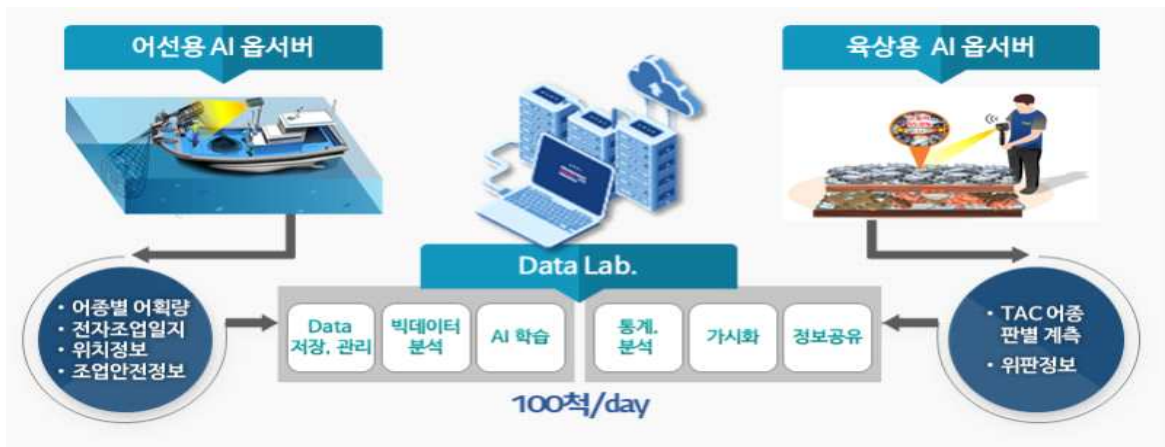 어선용 AI 옵서버
육상용 AI 옵서버
Data Lab.
• 어종별 어획량
• 전자조업일지
• 위치정보
• 조업안전정보
Data
저장, 관리
빅데이터
분석
AI 학습
통계,
분석
가시화
정보공유
• TAC 어종
판별 계측
• 위판정보
100척/day